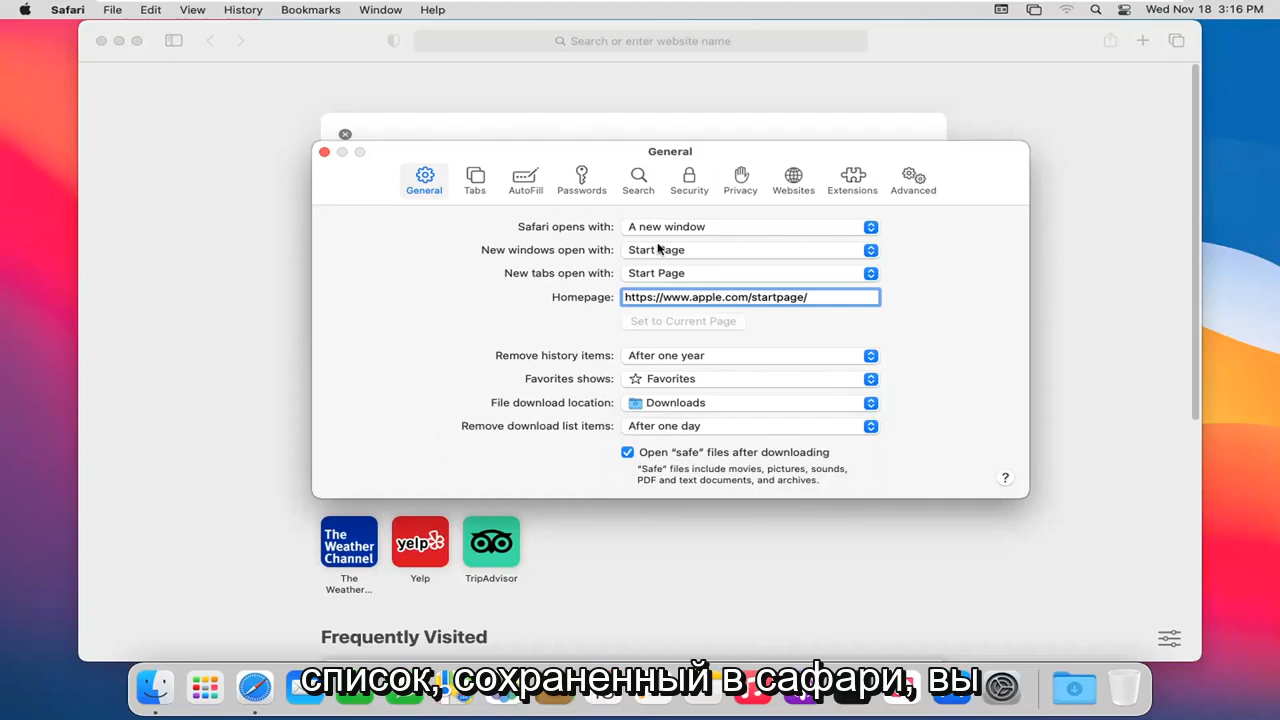 Safari File Edit View History Bookmarks Window Help Wed Nov 18 3:16 PM
Search or enter website name
General
General Tabs AutoFill Passwords Search Security Privacy Websites Extensions Advanced
Safari opens with: A new window
New windows open with: Start Page
New tabs open with: Start Page
Homepage: https://www.apple.com/startpage/
Set to Current Page
Remove history items: After one year
Favorites shows: Favorites
File download location: Downloads
Remove download list items: After one day
Open “safe” files after downloading
“Safe” files include movies, pictures, sounds,
PDF and text documents, and archives.
?
The
Weather
Channel
yelp
The
Weather...
Yelp
TripAdvisor
Frequently Visited
список, сохраненный в сафари, вы